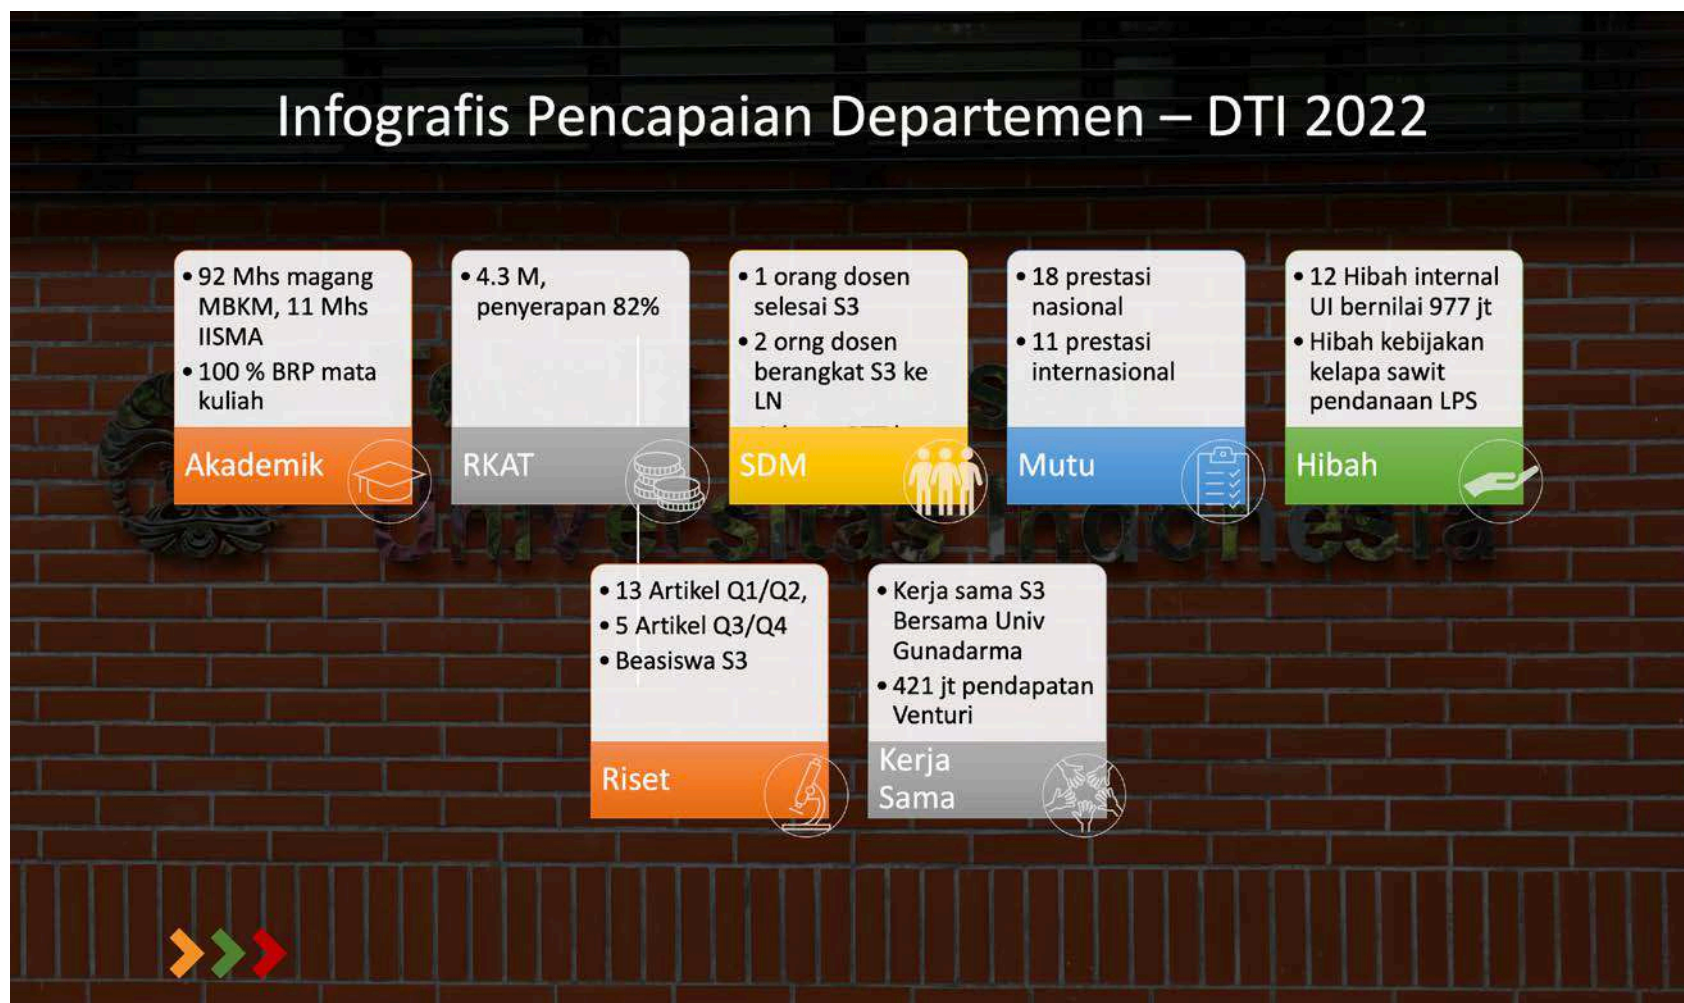 Infografis Pencapaian Departemen – DTI 2022
• 92 Mhs magang
MBKM, 11 Mhs
IISMA
• 100 % BRP mata
kuliah
Akademik
• 4.3 M,
penyerapan 82%
RKAT
• 1 orang dosen
selesai S3
• 2 orng dosen
berangkat S3 ke
LN
SDM
• 18 prestasi
nasional
• 11 prestasi
internasional
Mutu
• 12 Hibah internal
UI bernilai 977 jt
• Hibah kebijakan
kelapa sawit
pendanaan LPS
Hibah
Universitas Indonesia
• 13 Artikel Q1/Q2,
• 5 Artikel Q3/Q4
• Beasiswa S3
Riset
• Kerja sama S3
Bersama Univ
Gunadarma
• 421 jt pendapatan
Venturi
Kerja
Sama